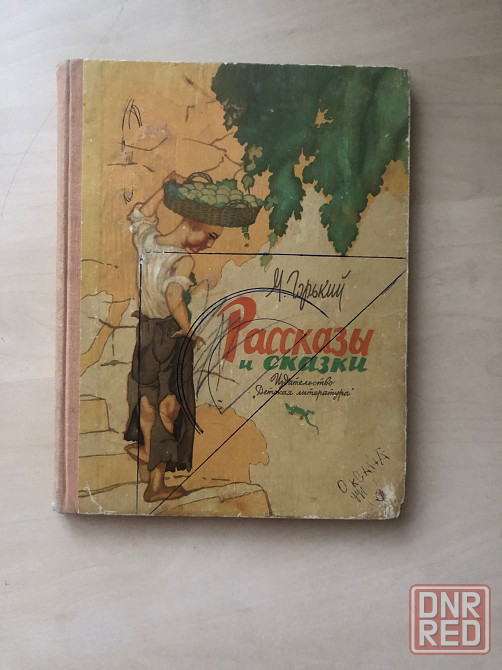 М. Горький
Рассказы
и сказки
Издательство
„Детская литература"
DNR
RED